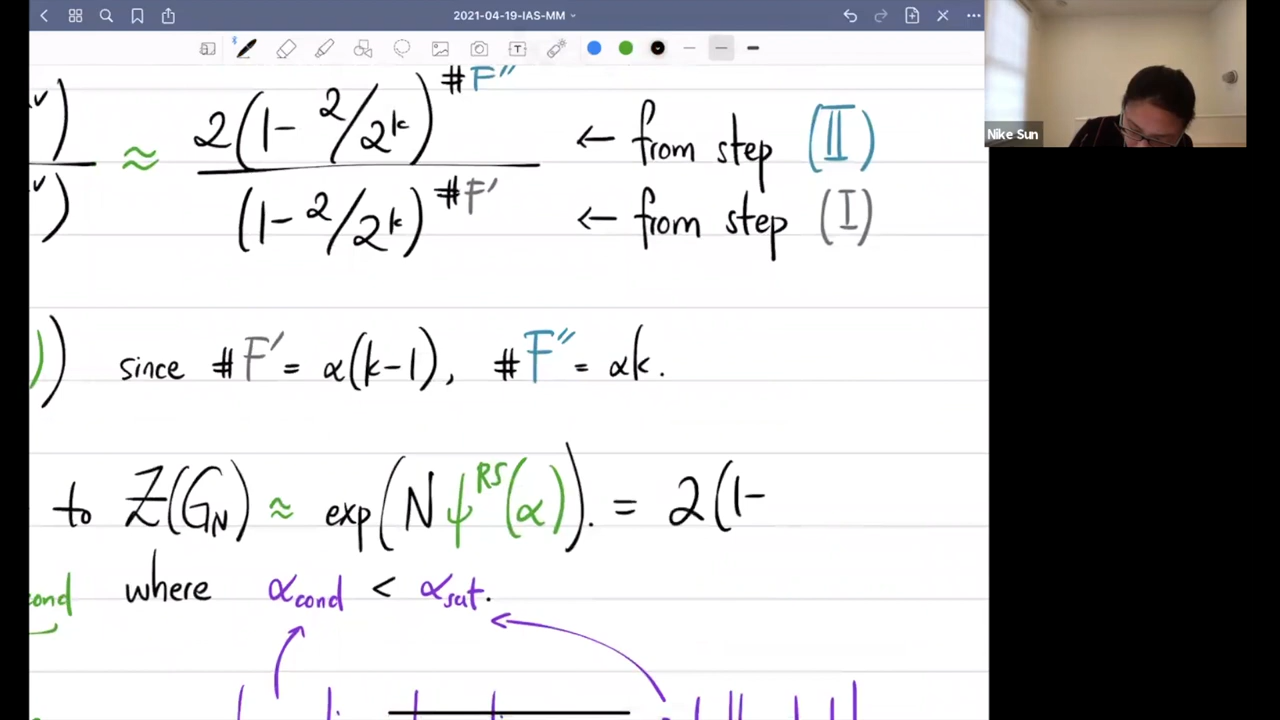 2021-04-19-IAS-MM
Nike Sun
≈ 2(1 - 2/2^k)^{#F''} ← from step (II)
(1 - 2/2^k)^{#F'} ← from step (I)
) since #F' = α(k-1), #F'' = αk.
to Z(G_N) ≈ exp(N ψ^{RS}(α)). = 2(1-
ond where α_cond < α_sat.